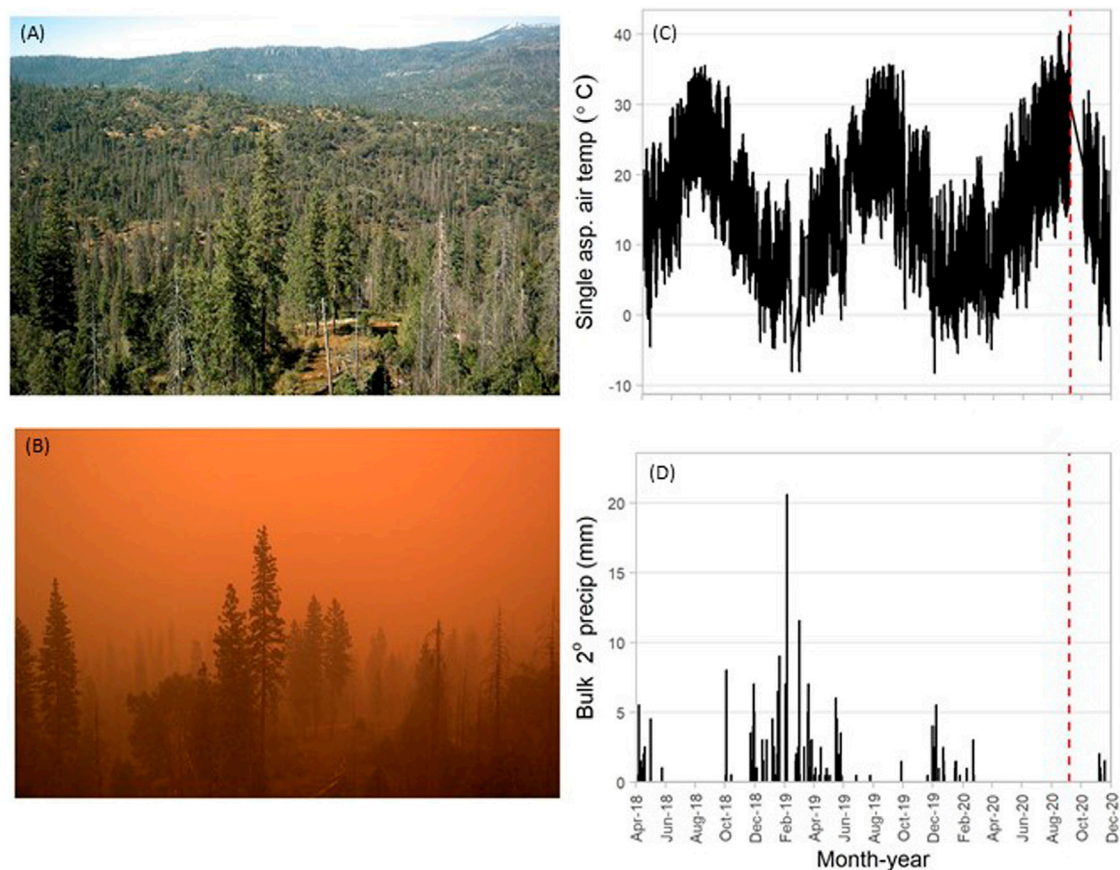 (A)
(B)
(C)
Single asp. air temp (° C)
40
30
20
10
0
-10
(D)
Bulk 2° precip (mm)
20
15
10
5
0
Apr-18
Jun-18
Aug-18
Oct-18
Dec-18
Feb-19
Apr-19
Jun-19
Aug-19
Oct-19
Dec-19
Feb-20
Apr-20
Jun-20
Aug-20
Oct-20
Dec-20
Month-year